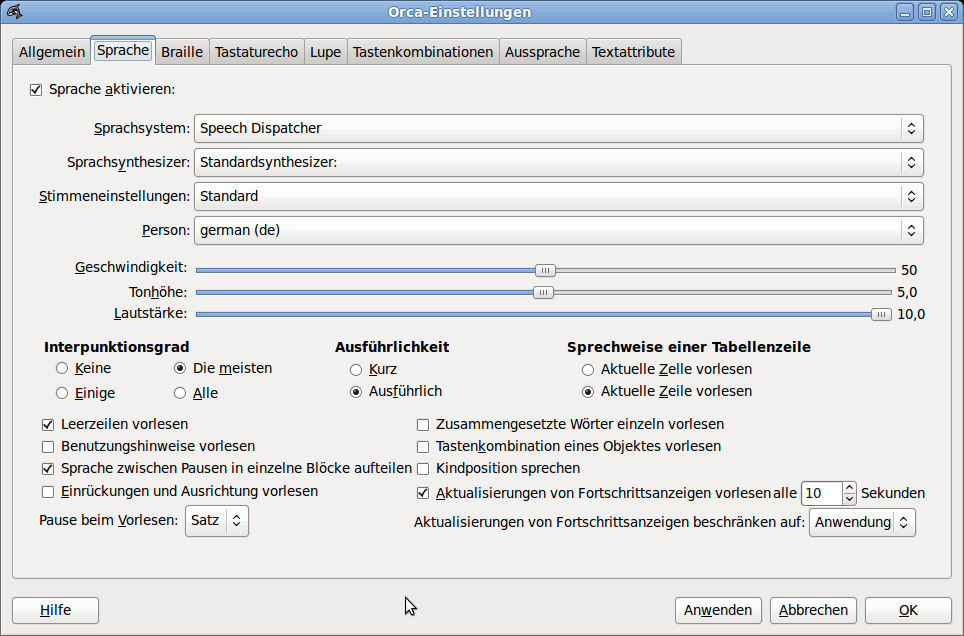 Orca-Einstellungen
Allgemein Sprache Braille Tastaturecho Lupe Tastenkombinationen Aussprache Textattribute
Sprache aktivieren:
Sprachsystem: Speech Dispatcher
Sprachsynthesizer: Standardsynthesizer:
Stimmeneinstellungen: Standard
Person: german (de)
Geschwindigkeit: 50
Tonhöhe: 5,0
Lautstärke: 10,0
Interpunktionsgrad Ausführlichkeit Sprechweise einer Tabellenzeile
Keine Die meisten Kurz Aktuelle Zelle vorlesen
Einige Alle Ausführlich Aktuelle Zeile vorlesen
Leerzeilen vorlesen Zusammengesetzte Wörter einzeln vorlesen
Benutzungshinweise vorlesen Tastenkombination eines Objektes vorlesen
Sprache zwischen Pausen in einzelne Blöcke aufteilen Kindposition sprechen
Einrückungen und Ausrichtung vorlesen Aktualisierungen von Fortschrittsanzeigen vorlesen alle 10 Sekunden
Pause beim Vorlesen: Satz Aktualisierungen von Fortschrittsanzeigen beschränken auf: Anwendung
Hilfe Anwenden Abbrechen OK